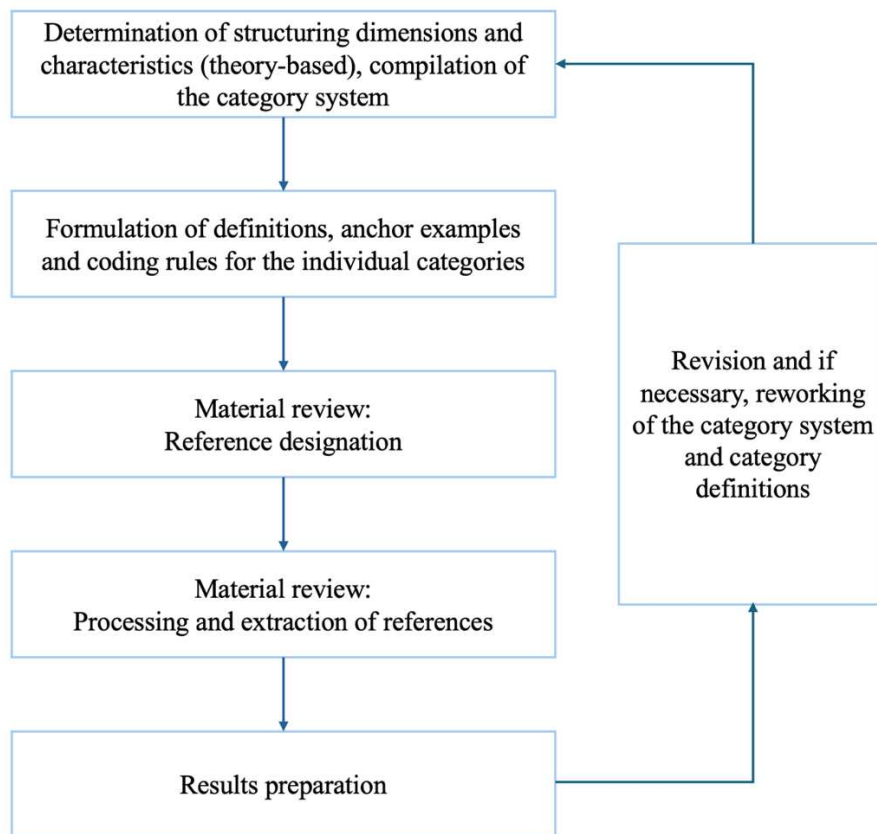 Determination of structuring dimensions and
characteristics (theory-based), compilation of
the category system
Formulation of definitions, anchor examples
and coding rules for the individual categories
Material review:
Reference designation
Material review:
Processing and extraction of references
Results preparation
Revision and if
necessary, reworking
of the category system
and category
definitions